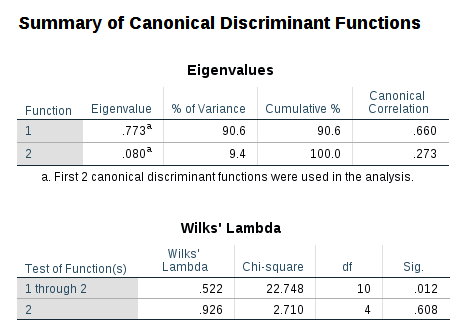 Summary of Canonical Discriminant Functions
Eigenvalues
Function Eigenvalue % of Variance Cumulative % Canonical Correlation
1 .773a 90.6 90.6 .660
2 .080a 9.4 100.0 .273
a. First 2 canonical discriminant functions were used in the analysis.
Wilks' Lambda
Test of Function(s) Wilks' Lambda Chi-square df Sig.
1 through 2 .522 22.748 10 .012
2 .926 2.710 4 .608